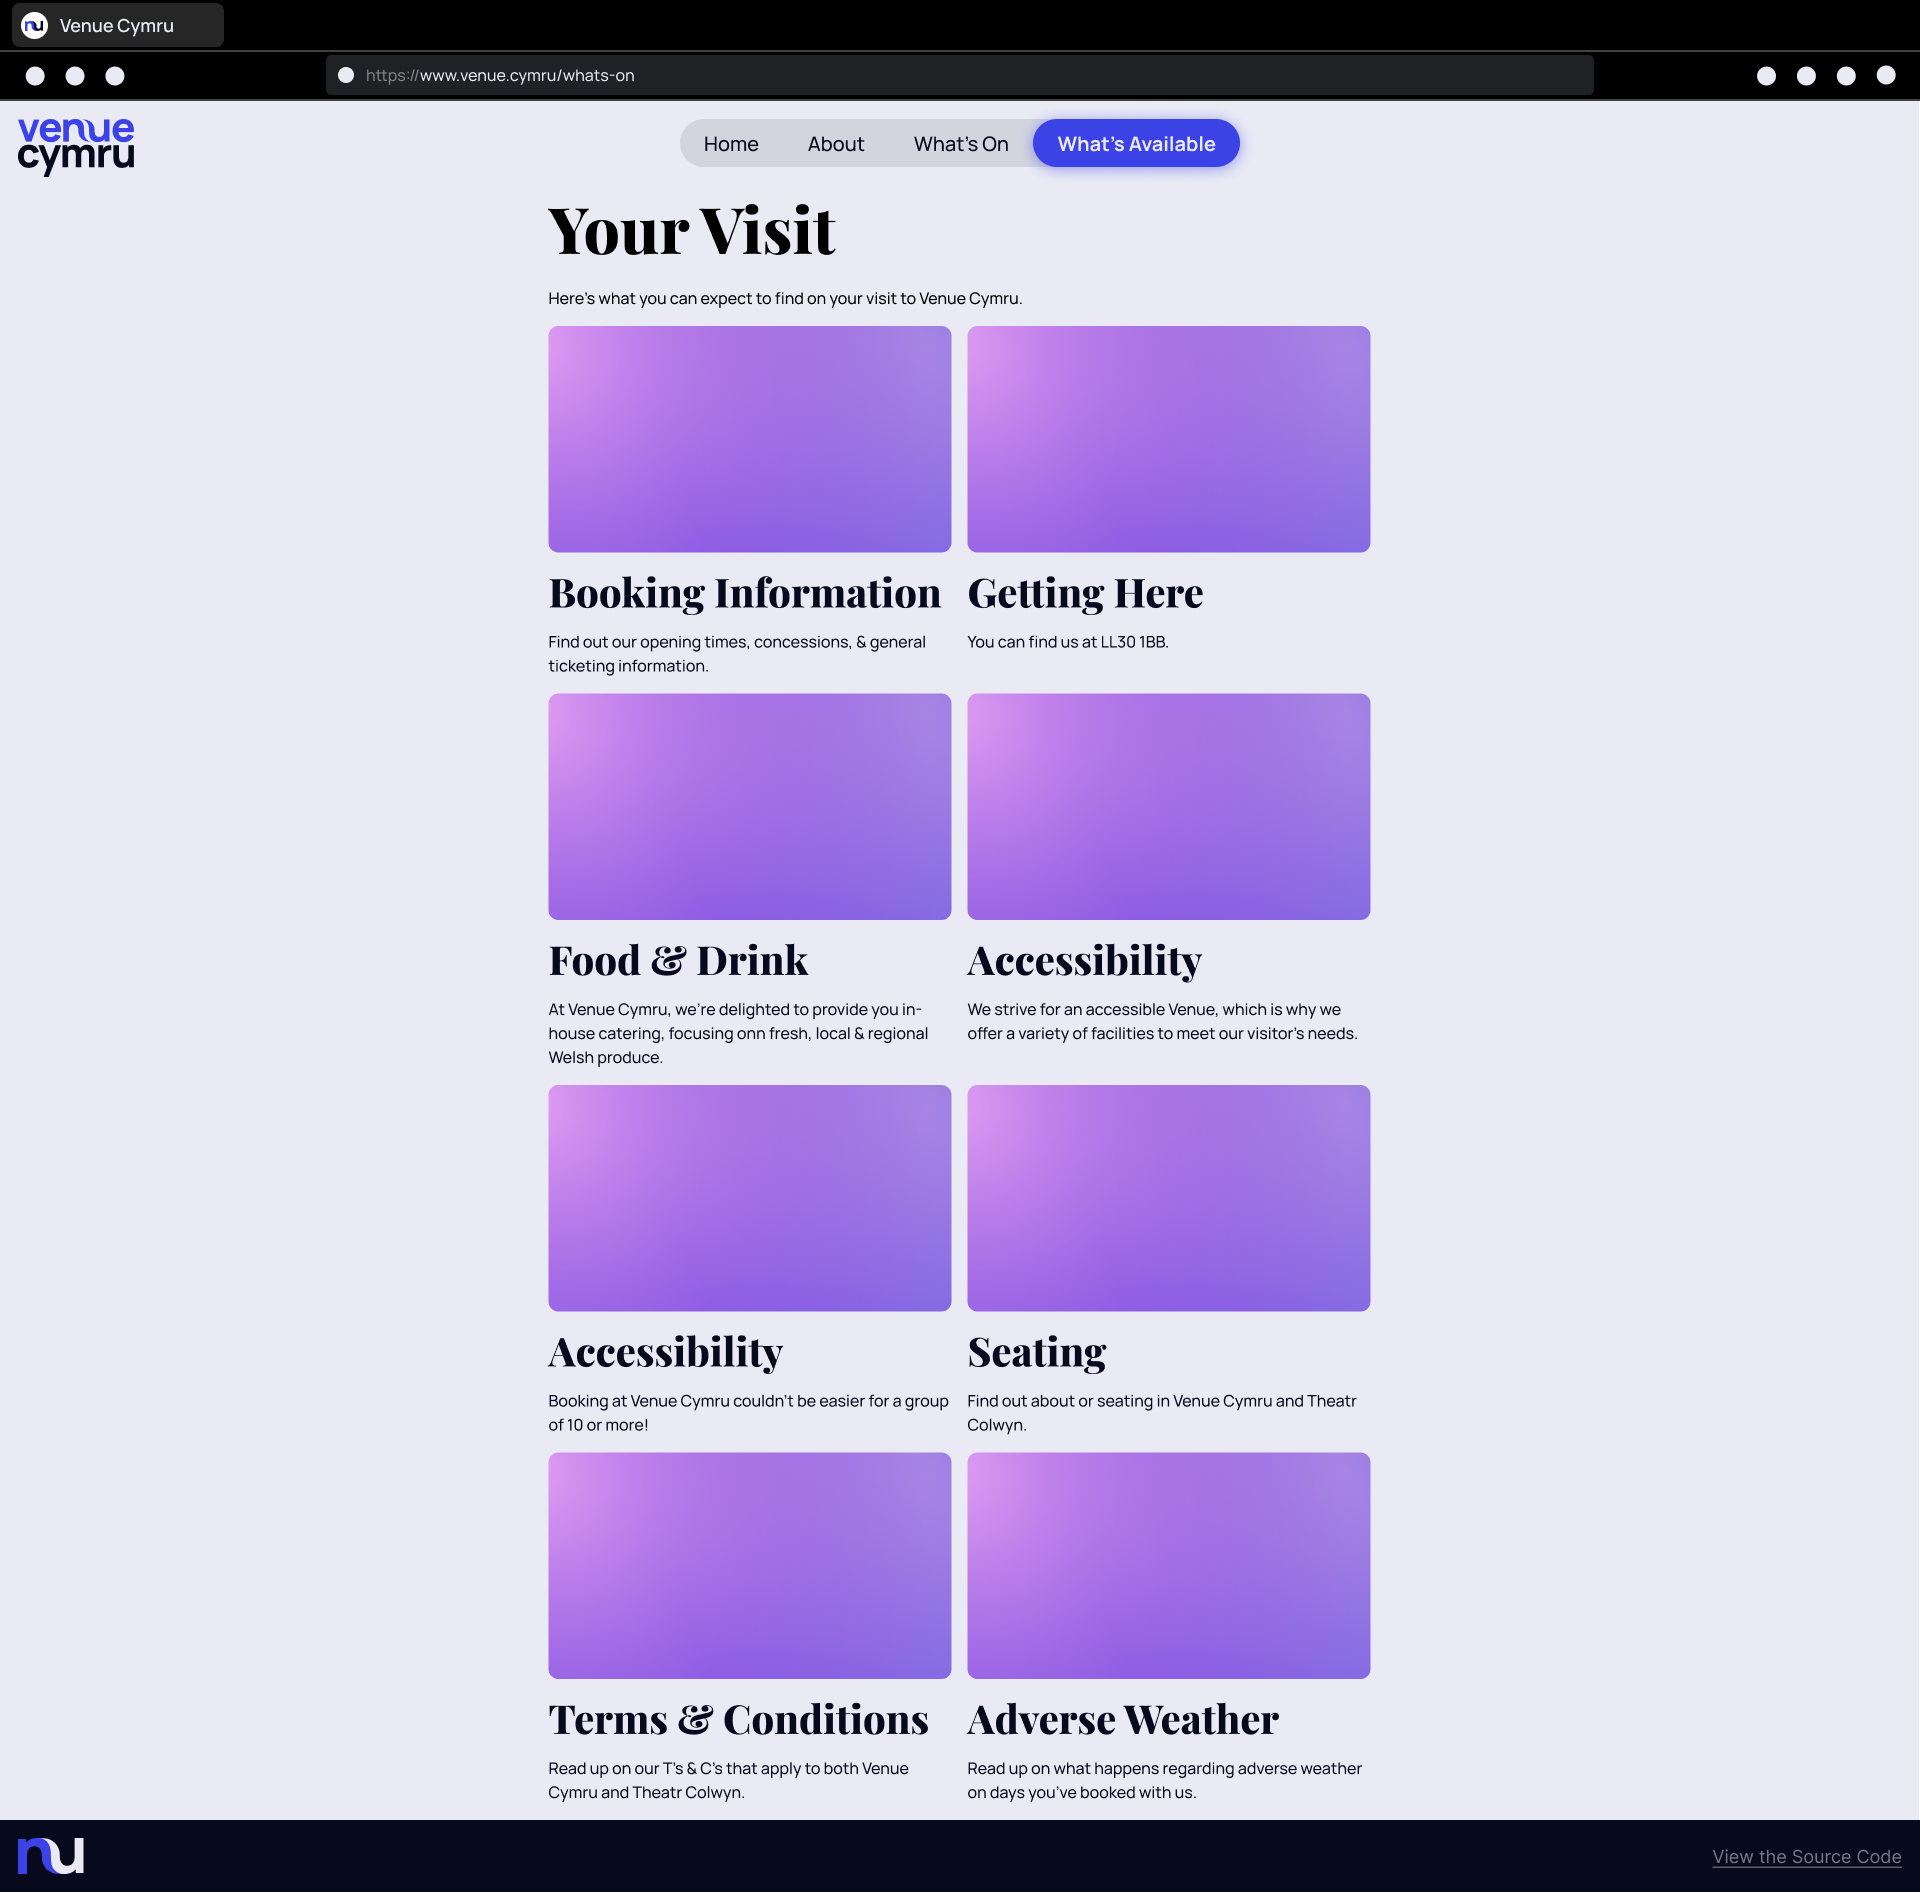 Venue Cymru
https://www.venue.cymru/whats-on
venue
cymru
Home About What's On What's Available
Your Visit
Here's what you can expect to find on your visit to Venue Cymru.
Booking Information
Find out our opening times, concessions, & general
ticketing information.
Getting Here
You can find us at LL30 1BB.
Food & Drink
At Venue Cymru, we're delighted to provide you in-
house catering, focusing onn fresh, local & regional
Welsh produce.
Accessibility
We strive for an accessible Venue, which is why we
offer a variety of facilities to meet our visitor's needs.
Accessibility
Booking at Venue Cymru couldn't be easier for a group
of 10 or more!
Seating
Find out about or seating in Venue Cymru and Theatr
Colwyn.
Terms & Conditions
Read up on our T's & C's that apply to both Venue
Cymru and Theatr Colwyn.
Adverse Weather
Read up on what happens regarding adverse weather
on days you've booked with us.
nu
View the Source Code